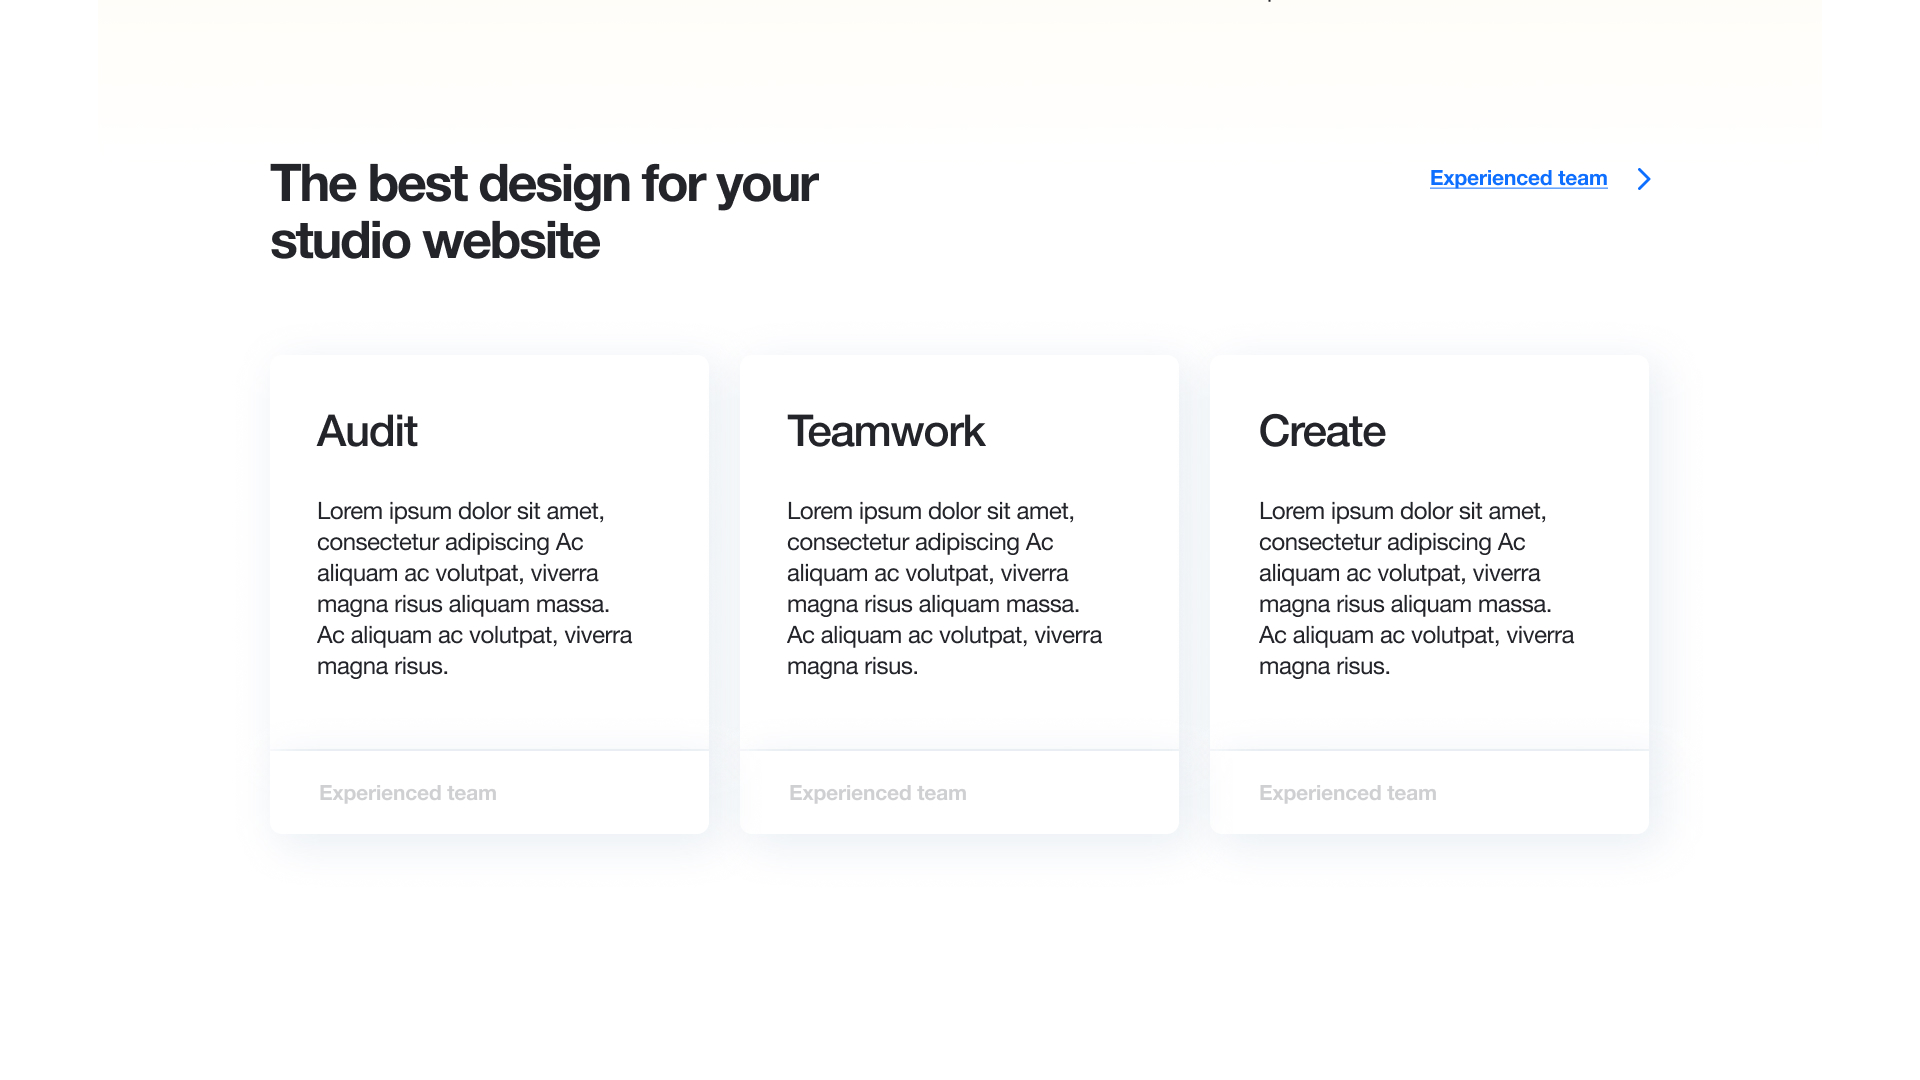 The best design for your
studio website
Experienced team
Audit
Lorem ipsum dolor sit amet,
consectetur adipiscing Ac
aliquam ac volutpat, viverra
magna risus aliquam massa.
Ac aliquam ac volutpat, viverra
magna risus.
Experienced team
Teamwork
Lorem ipsum dolor sit amet,
consectetur adipiscing Ac
aliquam ac volutpat, viverra
magna risus aliquam massa.
Ac aliquam ac volutpat, viverra
magna risus.
Experienced team
Create
Lorem ipsum dolor sit amet,
consectetur adipiscing Ac
aliquam ac volutpat, viverra
magna risus aliquam massa.
Ac aliquam ac volutpat, viverra
magna risus.
Experienced team